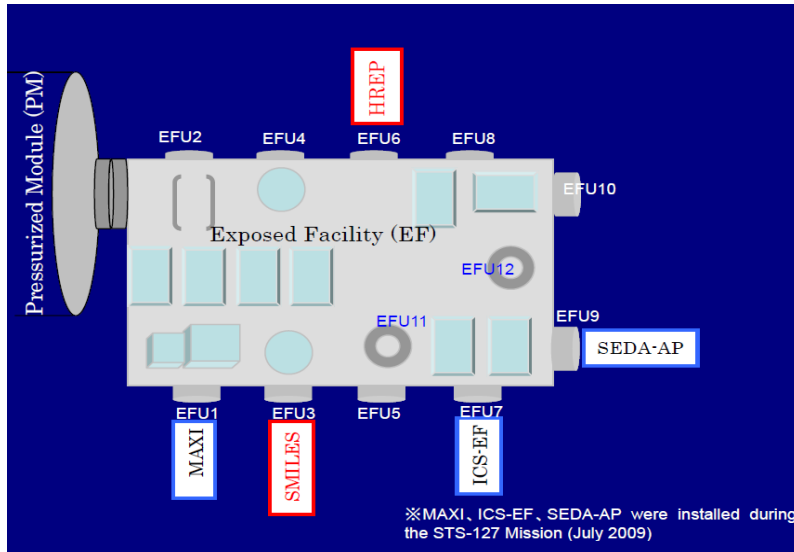 HREP
Pressurized Module (PM)
EFU2
EFU4
EFU6
EFU8
EFU10
Exposed Facility (EF)
EFU12
EFU11
EFU9
SEDA-AP
EFU1
EFU3
EFU5
EFU7
MAXI
SMILES
ICS-EF
※MAXI、ICS-EF、SEDA-AP were installed during
the STS-127 Mission (July 2009)